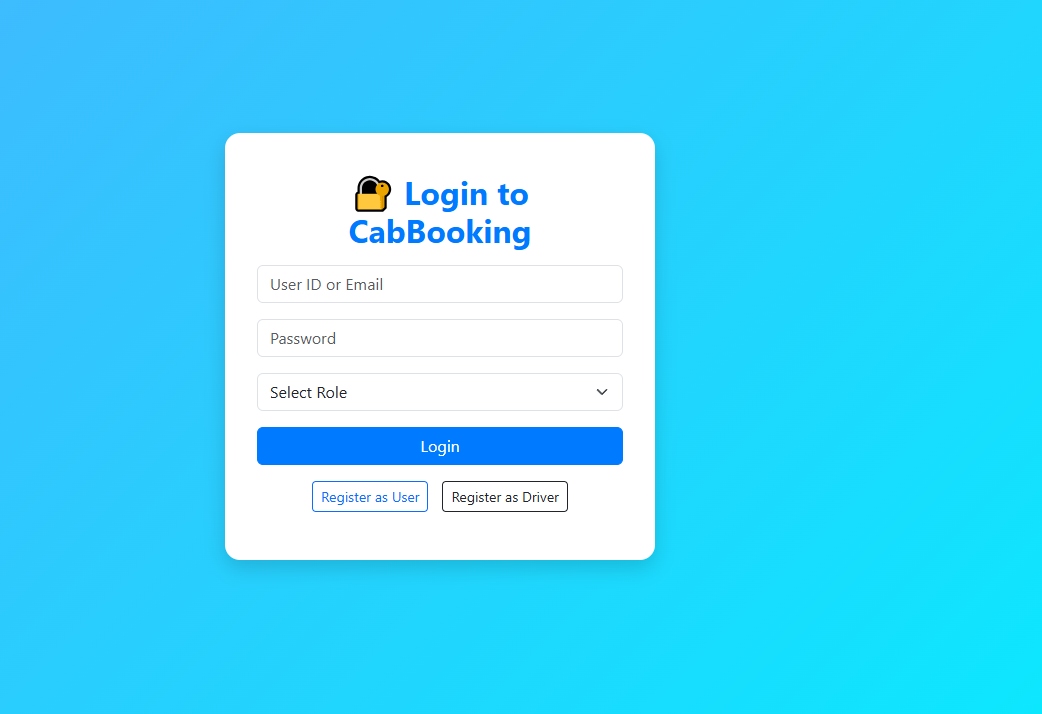 🔐 Login to
CabBooking
User ID or Email
Password
Select Role
Login
Register as User
Register as Driver